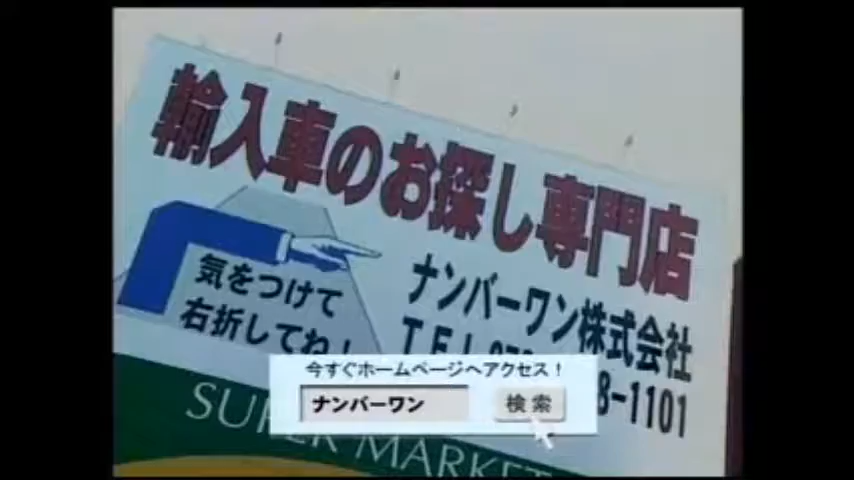 輸入車のお探し専門店
気をつけて
右折してね!
ナンバーワン株式会社
TEL
8-1101
今すぐホームページへアクセス!
ナンバーワン
検索
SUPER MARKET